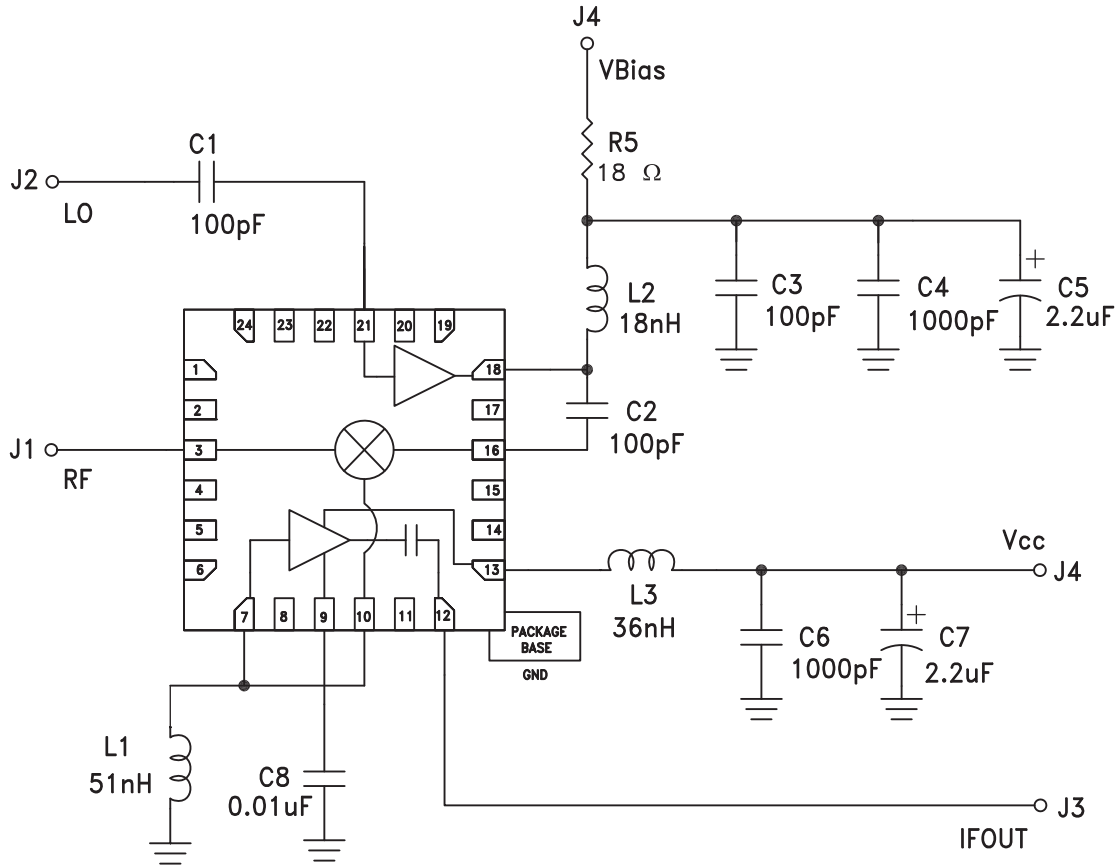 J4
VBias
R5
18 Ω
C1
J2
LO
100pF
+
L2
18nH
C3
100pF
C4
1000pF
C5
2.2uF
24 23 22 21 20 19
1
18
2
17
C2
100pF
J1
RF
3
16
4
15
5
14
6
13
Vcc
J4
L3
36nH
7 8 9 10 11 12
PACKAGE
BASE
GND
+
C6
1000pF
C7
2.2uF
L1
51nH
C8
0.01uF
J3
IFOUT